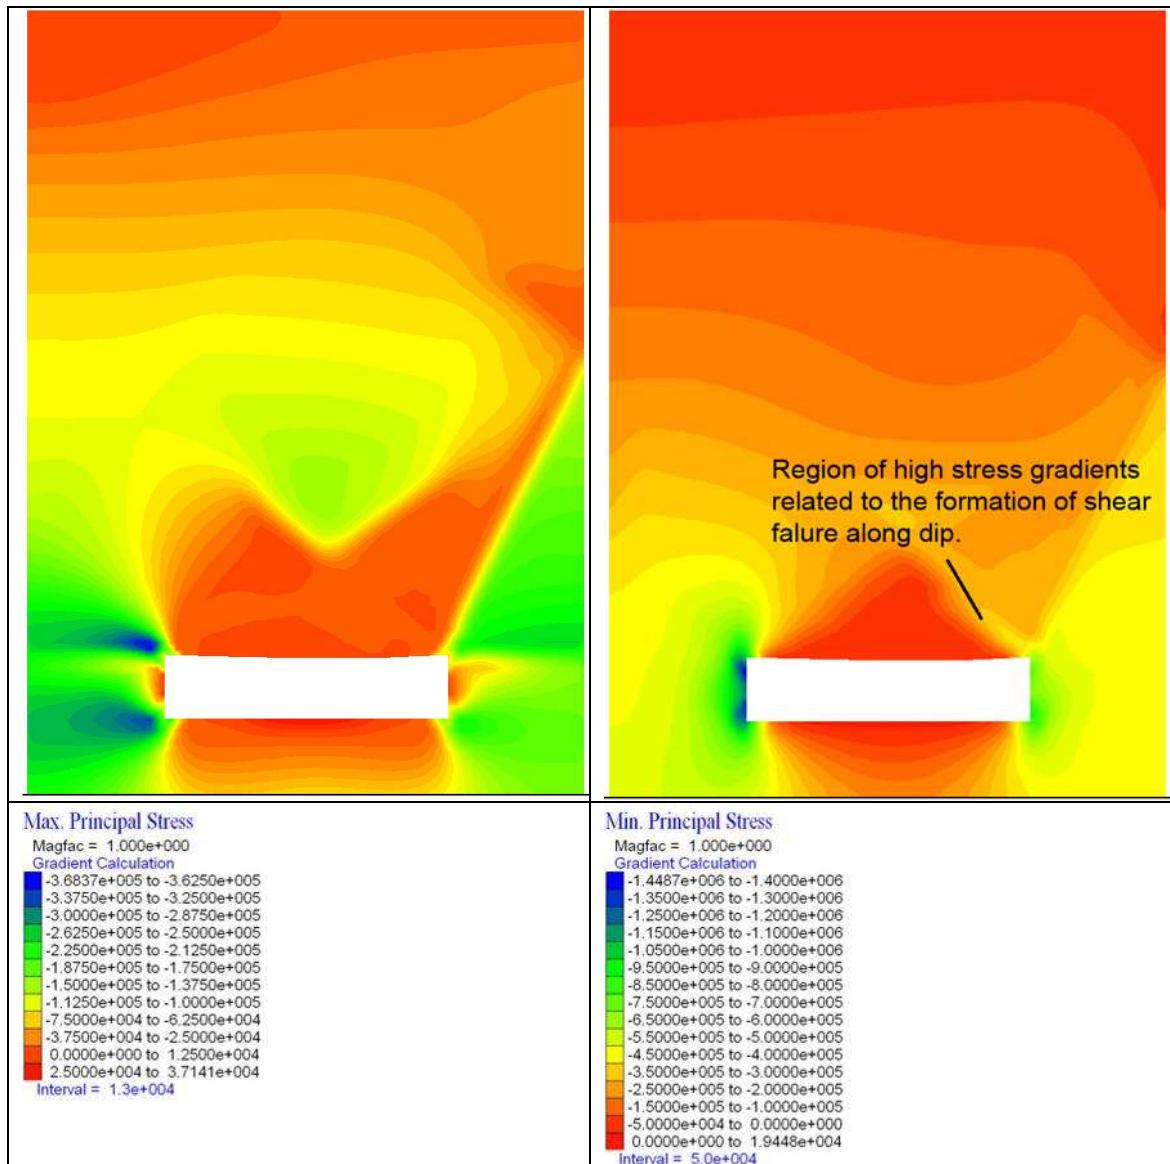 Region of high stress gradients
related to the formation of shear
falure along dip.
Max. Principal Stress
Magfac = 1.000e+000
Gradient Calculation
-3.6837e+005 to -3.6250e+005
-3.3750e+005 to -3.2500e+005
-3.0000e+005 to -2.8750e+005
-2.6250e+005 to -2.5000e+005
-2.2500e+005 to -2.1250e+005
-1.8750e+005 to -1.7500e+005
-1.5000e+005 to -1.3750e+005
-1.1250e+005 to -1.0000e+005
-7.5000e+004 to -6.2500e+004
-3.7500e+004 to -2.5000e+004
0.0000e+000 to 1.2500e+004
2.5000e+004 to 3.7141e+004
Interval = 1.3e+004
Min. Principal Stress
Magfac = 1.000e+000
Gradient Calculation
-1.4487e+006 to -1.4000e+006
-1.3500e+006 to -1.3000e+006
-1.2500e+006 to -1.2000e+006
-1.1500e+006 to -1.1000e+006
-1.0500e+006 to -1.0000e+006
-9.5000e+005 to -9.0000e+005
-8.5000e+005 to -8.0000e+005
-7.5000e+005 to -7.0000e+005
-6.5000e+005 to -6.0000e+005
-5.5000e+005 to -5.0000e+005
-4.5000e+005 to -4.0000e+005
-3.5000e+005 to -3.0000e+005
-2.5000e+005 to -2.0000e+005
-1.5000e+005 to -1.0000e+005
-5.0000e+004 to 0.0000e+000
0.0000e+000 to 1.9448e+004
Interval = 5.0e+004